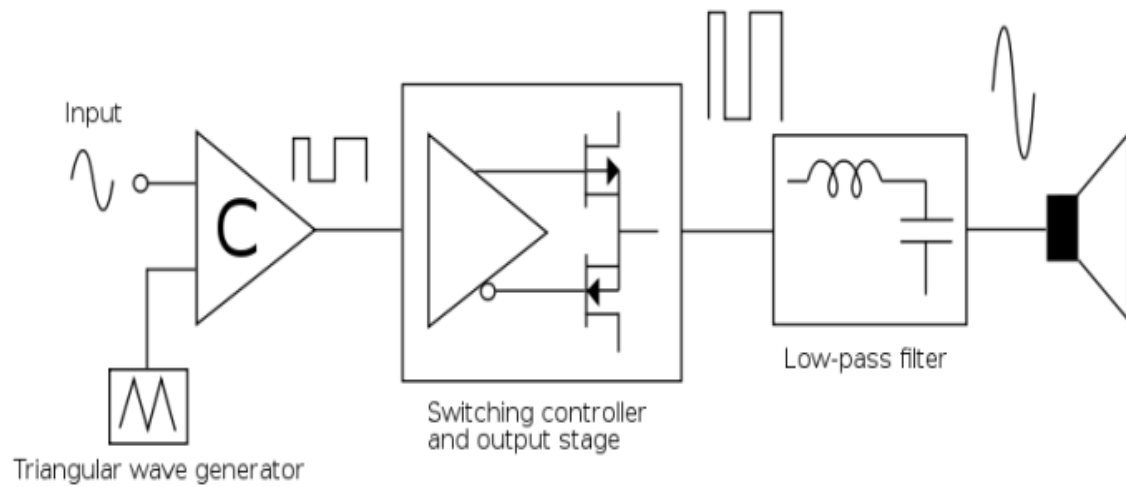 Input
C
Low-pass filter
Switching controller
and output stage
Triangular wave generator